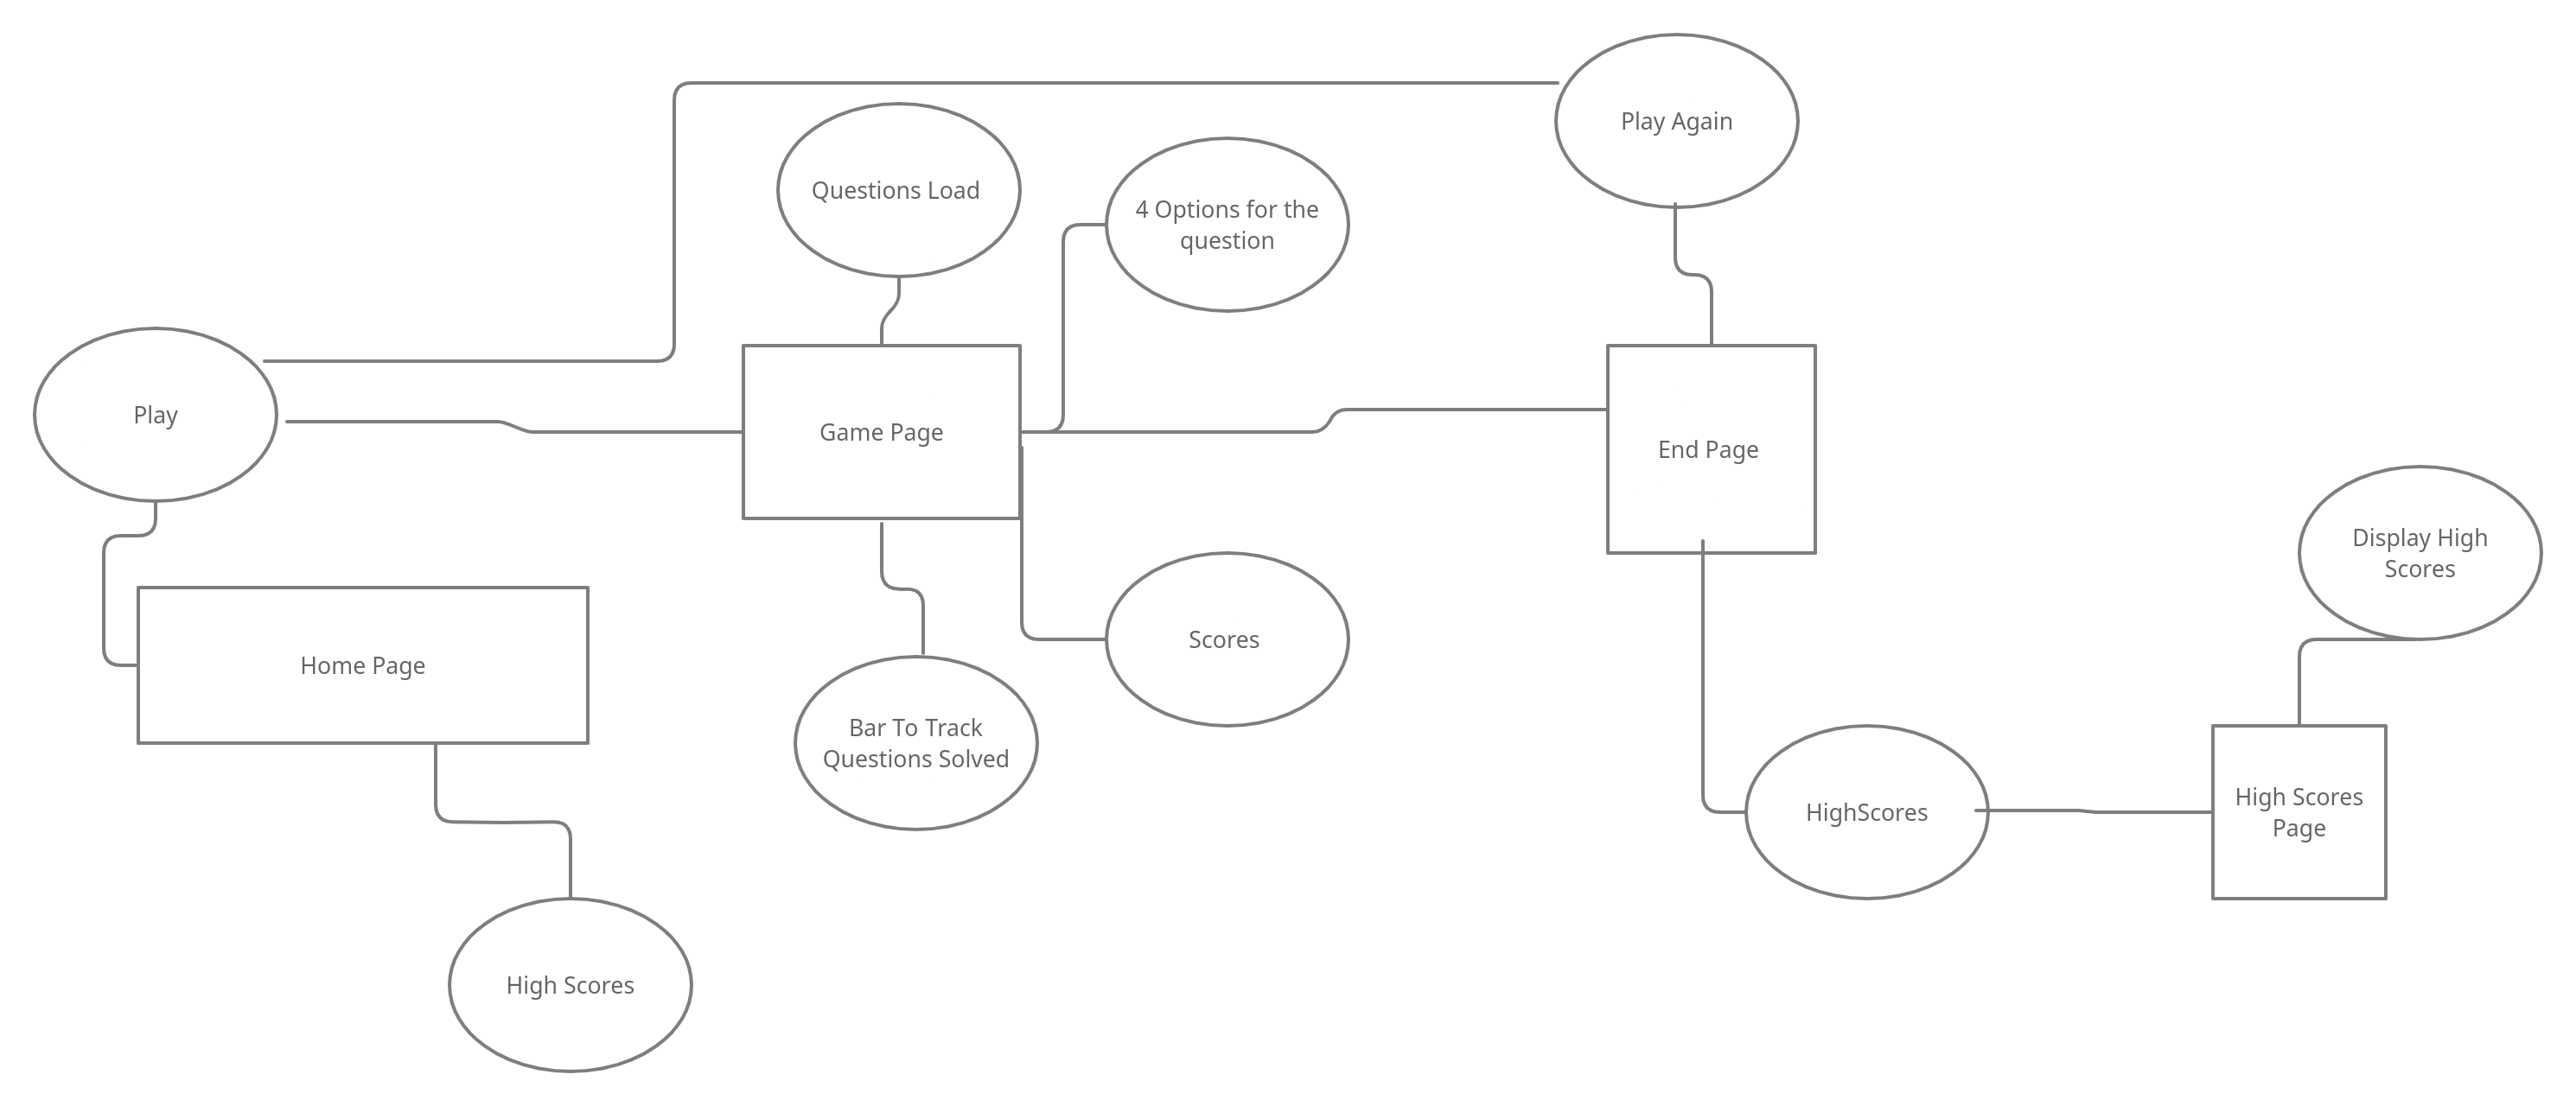 Play Again
Questions Load
4 Options for the
question
Play
Game Page
End Page
Display High
Scores
Scores
Home Page
Bar To Track
Questions Solved
HighScores
High Scores
Page
High Scores